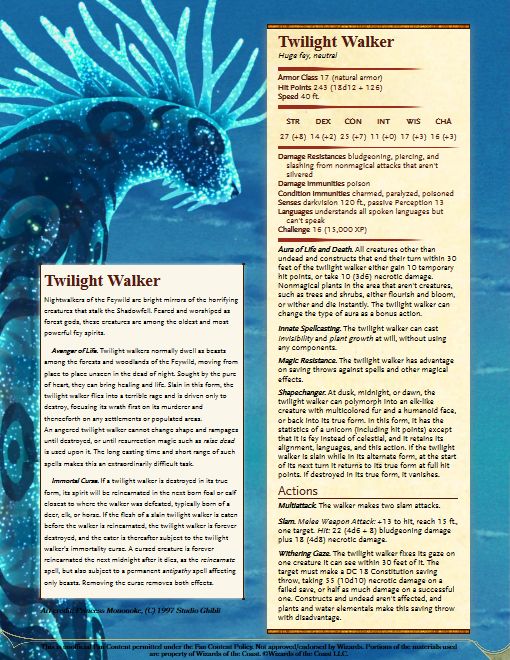 Twilight Walker
Huge fey, neutral
Armor Class 17 (natural armor)
Hit Points 243 (18d12 + 126)
Speed 40 ft.
STR DEX CON INT WIS CHA
27 (+8) 14 (+2) 25 (+7) 11 (+0) 17 (+3) 16 (+3)
Damage Resistances bludgeoning, piercing, and
slashing from nonmagical attacks that aren't
silvered
Damage Immunities poison
Condition Immunities charmed, paralyzed, poisoned
Senses darkvision 120 ft., passive Perception 13
Languages understands all spoken languages but
can't speak
Challenge 16 (15,000 XP)
Aura of Life and Death. All creatures other than
undead and constructs that end their turn within 30
feet of the twilight walker either gain 10 temporary
hit points, or take 10 (3d6) necrotic damage.
Nonmagical plants in the area that aren't creatures,
such as trees and shrubs, either flourish and bloom,
or wither and die instantly. The twilight walker can
change the type of aura as a bonus action.
Innate Spellcasting. The twilight walker can cast
invisibility and plant growth at will, without using
any components.
Magic Resistance. The twilight walker has advantage
on saving throws against spells and other magical
effects.
Shapechanger. At dusk, midnight, or dawn, the
twilight walker can polymorph into an elk-like
creature with multicolored fur and a humanoid face,
or back into its true form. In this form, it has the
statistics of a unicorn (including hit points) except
that it is fey instead of celestial, and it retains its
alignment, languages, and this action. If the twilight
walker is slain while in its alternate form, at the start
of its next turn it returns to its true form at full hit
points. If destroyed in its true form, it vanishes.
Actions
Multiattack. The walker makes two slam attacks.
Slam. Melee Weapon Attack: +13 to hit, reach 15 ft.,
one target. Hit: 22 (4d6 + 8) bludgeoning damage
plus 18 (4d8) necrotic damage.
Withering Gaze. The twilight walker fixes its gaze on
one creature it can see within 30 feet of it. The
target must make a DC 18 Constitution saving
throw, taking 55 (10d10) necrotic damage on a
failed save, or half as much damage on a successful
one. Constructs and undead aren't affected, and
plants and water elementals make this saving throw
with disadvantage.
Twilight Walker
Nightwalkers of the Feywild are bright mirrors of the horrifying
creatures that stalk the Shadowfell. Feared and worshiped as
forest gods, these creatures are among the oldest and most
powerful fey spirits.
Avenger of Life. Twilight walkers normally dwell as beasts
among the forests and woodlands of the Feywild, moving from
place to place unseen in the dead of night. Sought by the pure
of heart, they can bring healing and life. Slain in this form, the
twilight walker flies into a terrible rage and is driven only to
destroy, focusing its wrath first on its murderer and
thenceforth on any settlements or populated areas.
An angered twilight walker cannot change shape and rampages
until destroyed, or until resurrection magic such as raise dead
is used upon it. The long casting time and short range of such
spells makes this an extraordinarily difficult task.
Immortal Curse. If a twilight walker is destroyed in its true
form, its spirit will be reincarnated in the next born foal or calf
closest to where the walker was defeated, typically born of a
deer, elk, or horse. If the flesh of a slain twilight walker is eaten
before the walker is reincarnated, the twilight walker is forever
destroyed, and the eater is thereafter subject to the twilight
walker's immortality curse. A cursed creature is forever
reincarnated the next midnight after it dies, as the reincarnate
spell, but also subject to a permanent antipathy spell affecting
only beasts. Removing the curse removes both effects.
Art credit: Princess Mononoke, (C) 1997 Studio Ghibli
This is unofficial Fan Content permitted under the Fan Content Policy. Not approved/endorsed by Wizards. Portions of the materials used
are property of Wizards of the Coast. ©Wizards of the Coast LLC.